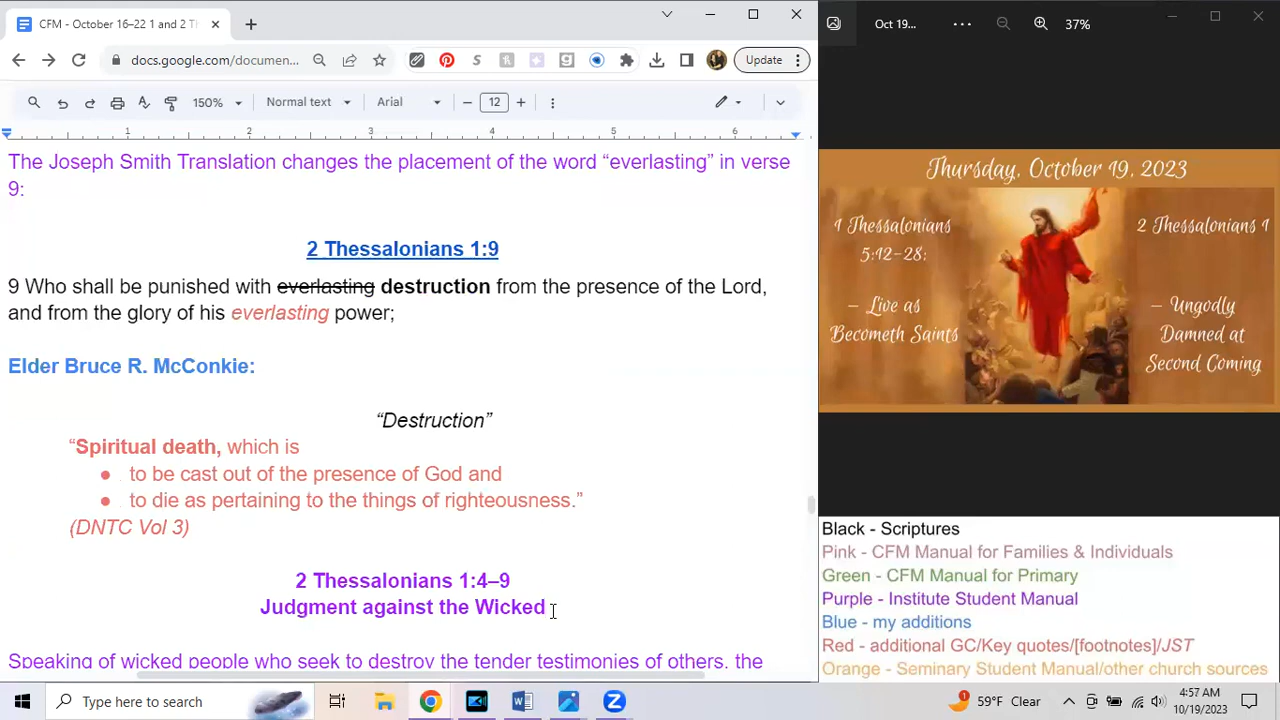 CFM - October 16–22 1 and 2 Th
docs.google.com/documen...
Update
150%
Normal text
Arial
12
1 2 3 4 5 6
The Joseph Smith Translation changes the placement of the word “everlasting” in verse
9:
2 Thessalonians 1:9
9 Who shall be punished with everlasting destruction from the presence of the Lord,
and from the glory of his everlasting power;
Elder Bruce R. McConkie:
“Destruction”
“Spiritual death, which is
● to be cast out of the presence of God and
● to die as pertaining to the things of righteousness.”
(DNTC Vol 3)
2 Thessalonians 1:4–9
Judgment against the Wicked
Speaking of wicked people who seek to destroy the tender testimonies of others, the
Oct 19...
37%
Thursday, October 19, 2023
1 Thessalonians
5:12-28:
- Live as
Becometh Saints
2 Thessalonians 1
- Ungodly
Damned at
Second Coming
Black - Scriptures
Pink - CFM Manual for Families & Individuals
Green - CFM Manual for Primary
Purple - Institute Student Manual
Blue - my additions
Red - additional GC/Key quotes/[footnotes]/JST
Orange - Seminary Student Manual/other church sources
Type here to search
1
59°F Clear
4:57 AM
10/19/2023